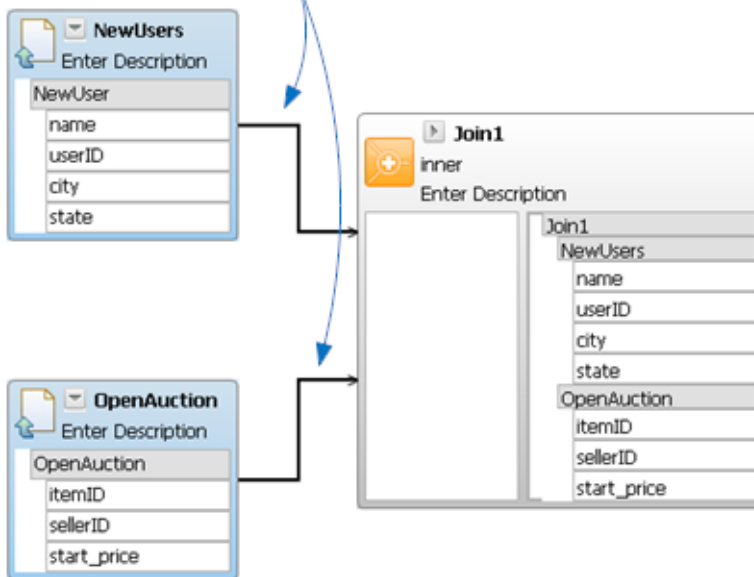 NewUsers
Enter Description
NewUser
name
userID
city
state
Join1
inner
Enter Description
Join1
NewUsers
name
userID
city
state
OpenAuction
itemID
sellerID
start_price
OpenAuction
Enter Description
OpenAuction
itemID
sellerID
start_price